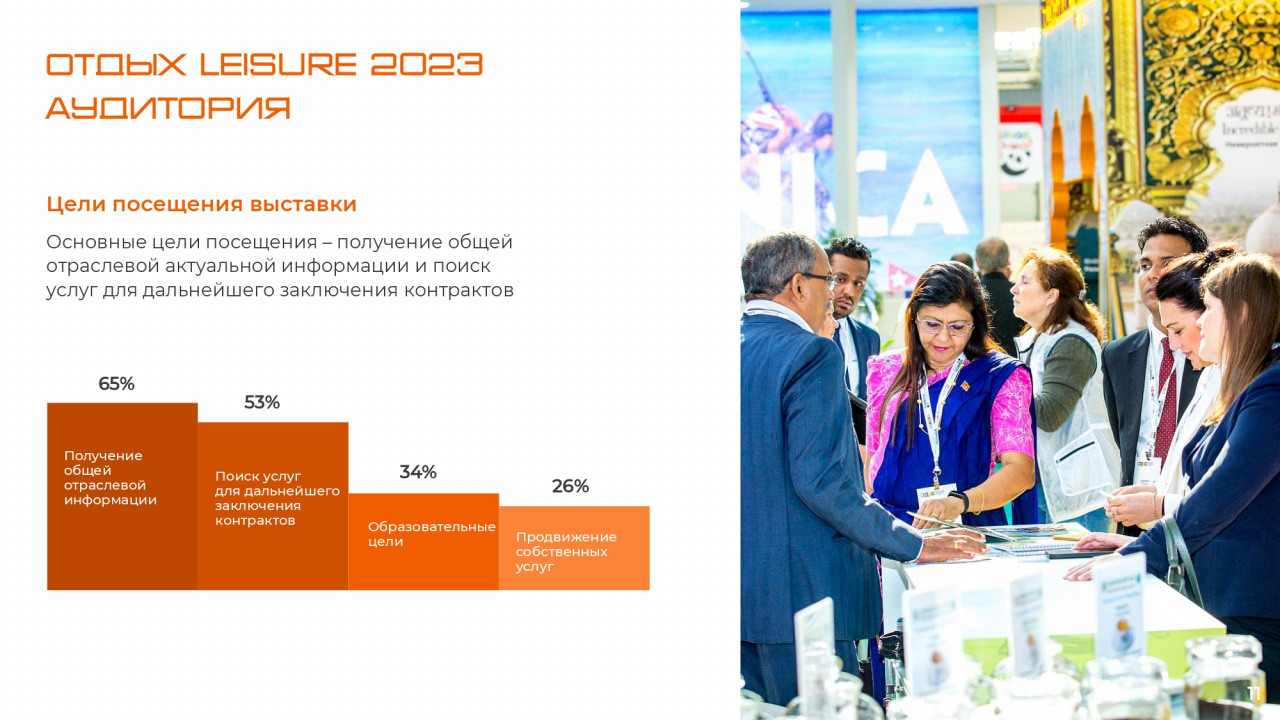 ОТДЫХ LEISURE 2023
АУДИТОРИЯ
Цели посещения выставки
Основные цели посещения – получение общей
отраслевой актуальной информации и поиск
услуг для дальнейшего заключения контрактов
65%
Получение
общей
отраслевой
информации
53%
Поиск услуг
для дальнейшего
заключения
контрактов
34%
Образовательные
цели
26%
Продвижение
собственных
услуг
NICA
Incredible
11